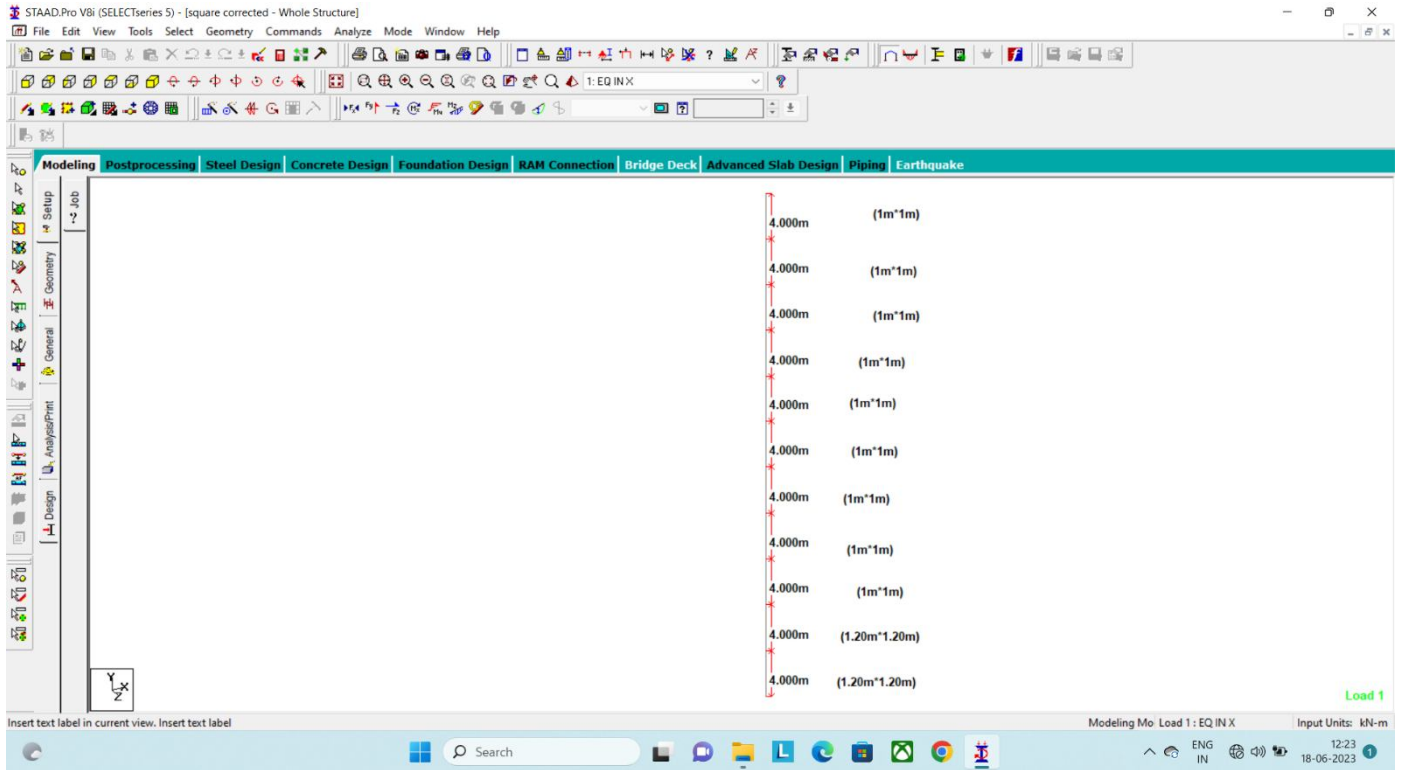 STAAD.Pro V8i (SELECTseries 5) - [square corrected - Whole Structure]
File Edit View Tools Select Geometry Commands Analyze Mode Window Help
1: EQ IN X
Modeling Postprocessing Steel Design Concrete Design Foundation Design RAM Connection Bridge Deck Advanced Slab Design Piping Earthquake
Setup
Geometry
General
Analysis/Print
Design
Job
4.000m (1m*1m)
4.000m (1m*1m)
4.000m (1m*1m)
4.000m (1m*1m)
4.000m (1m*1m)
4.000m (1m*1m)
4.000m (1m*1m)
4.000m (1m*1m)
4.000m (1m*1m)
4.000m (1.20m*1.20m)
4.000m (1.20m*1.20m)
Y
X
Z
Load 1
Insert text label in current view. Insert text label
Modeling Mo Load 1 : EQ IN X Input Units: kN-m
Search
ENG
IN
12:23
18-06-2023
1